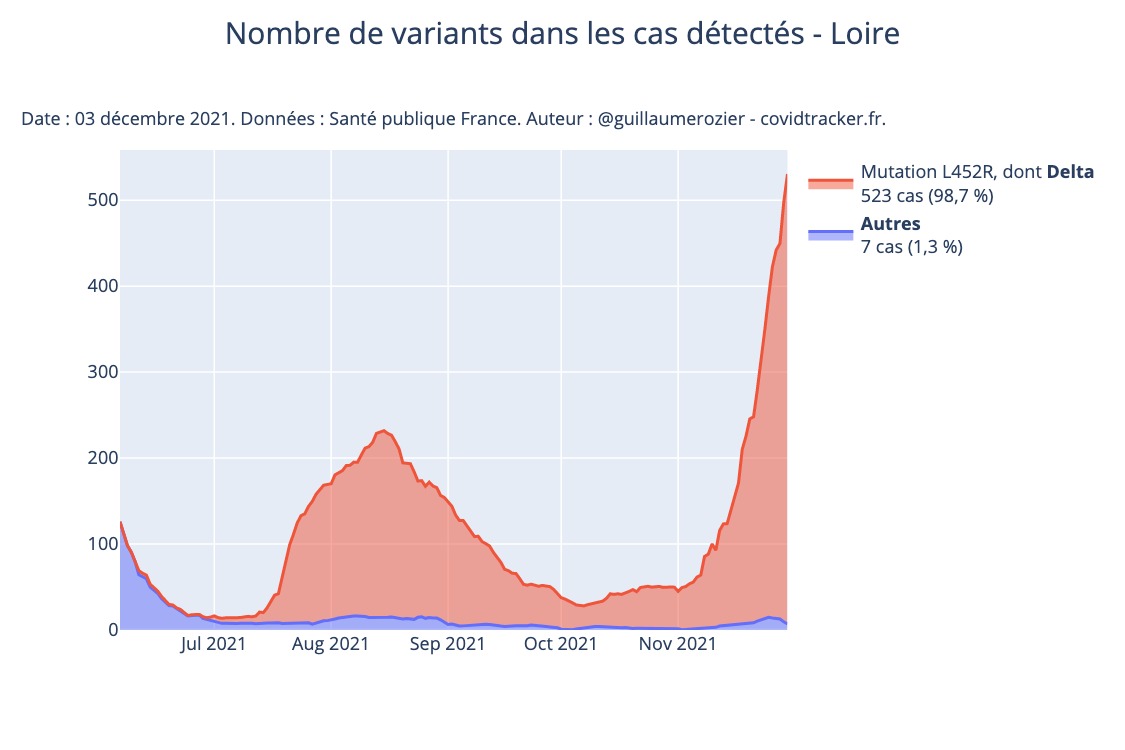 Nombre de variants dans les cas détectés - Loire
Date : 03 décembre 2021. Données : Santé publique France. Auteur : @guillaumerozier - covidtracker.fr.
Mutation L452R, dont Delta
523 cas (98,7 %)
Autres
7 cas (1,3 %)
500
400
300
200
100
0
Jul 2021
Aug 2021
Sep 2021
Oct 2021
Nov 2021